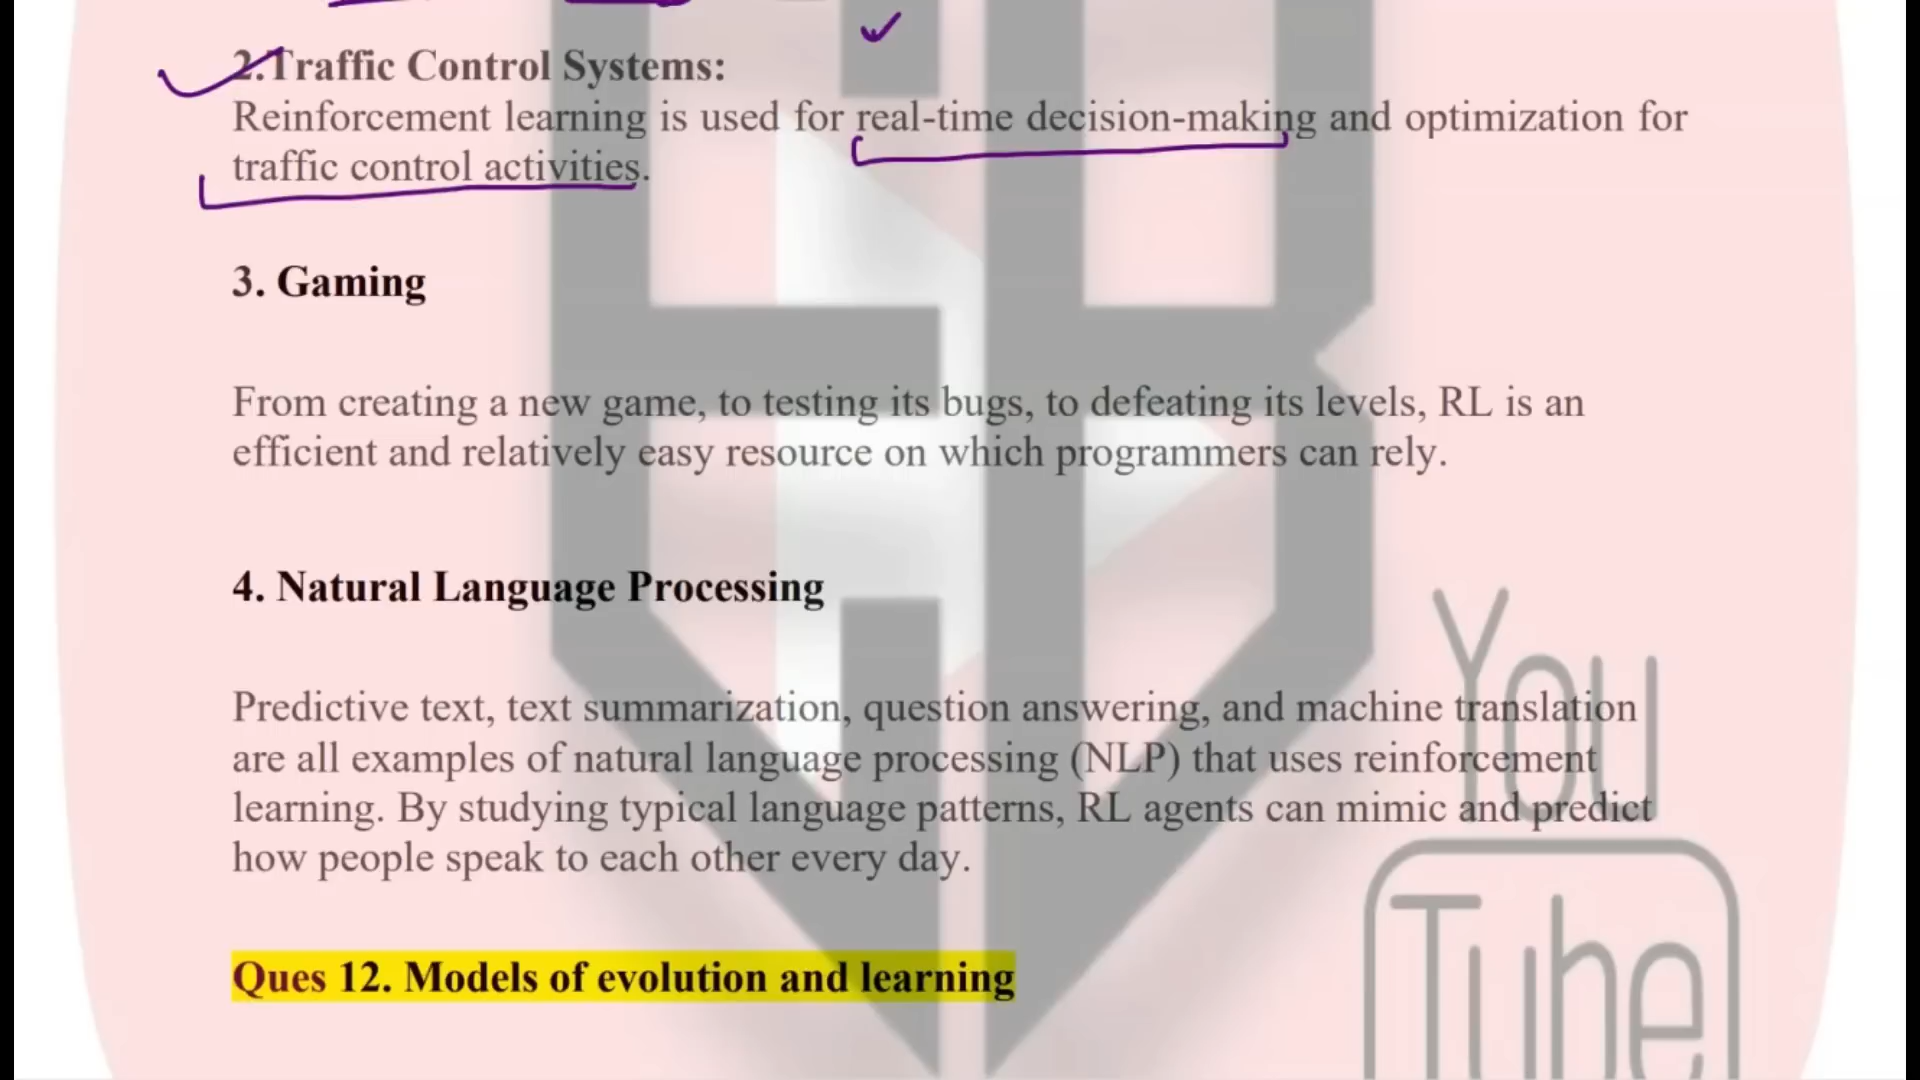 2.Traffic Control Systems:
Reinforcement learning is used for real-time decision-making and optimization for
traffic control activities.
3. Gaming
From creating a new game, to testing its bugs, to defeating its levels, RL is an
efficient and relatively easy resource on which programmers can rely.
4. Natural Language Processing
Predictive text, text summarization, question answering, and machine translation
are all examples of natural language processing (NLP) that uses reinforcement
learning. By studying typical language patterns, RL agents can mimic and predict
how people speak to each other every day.
You
Tube
Ques 12. Models of evolution and learning